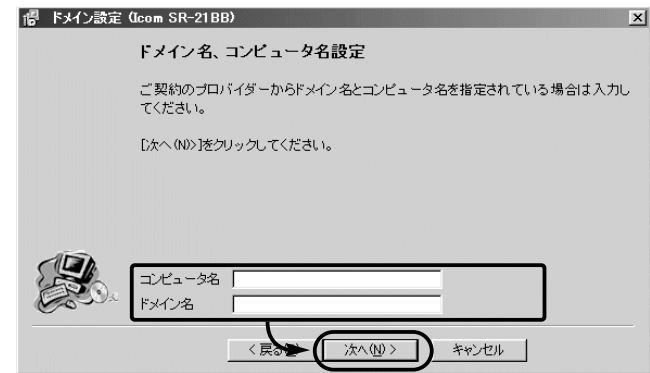 ドメイン設定 (Icom SR-21BB)
ドメイン名、コンピュータ名設定
ご契約のプロバイダーからドメイン名とコンピュータ名を指定されている場合は入力し
てください。
[次へ(N)>]をクリックしてください。
コンピュータ名
ドメイン名
< 戻る 次へ(N) > キャンセル